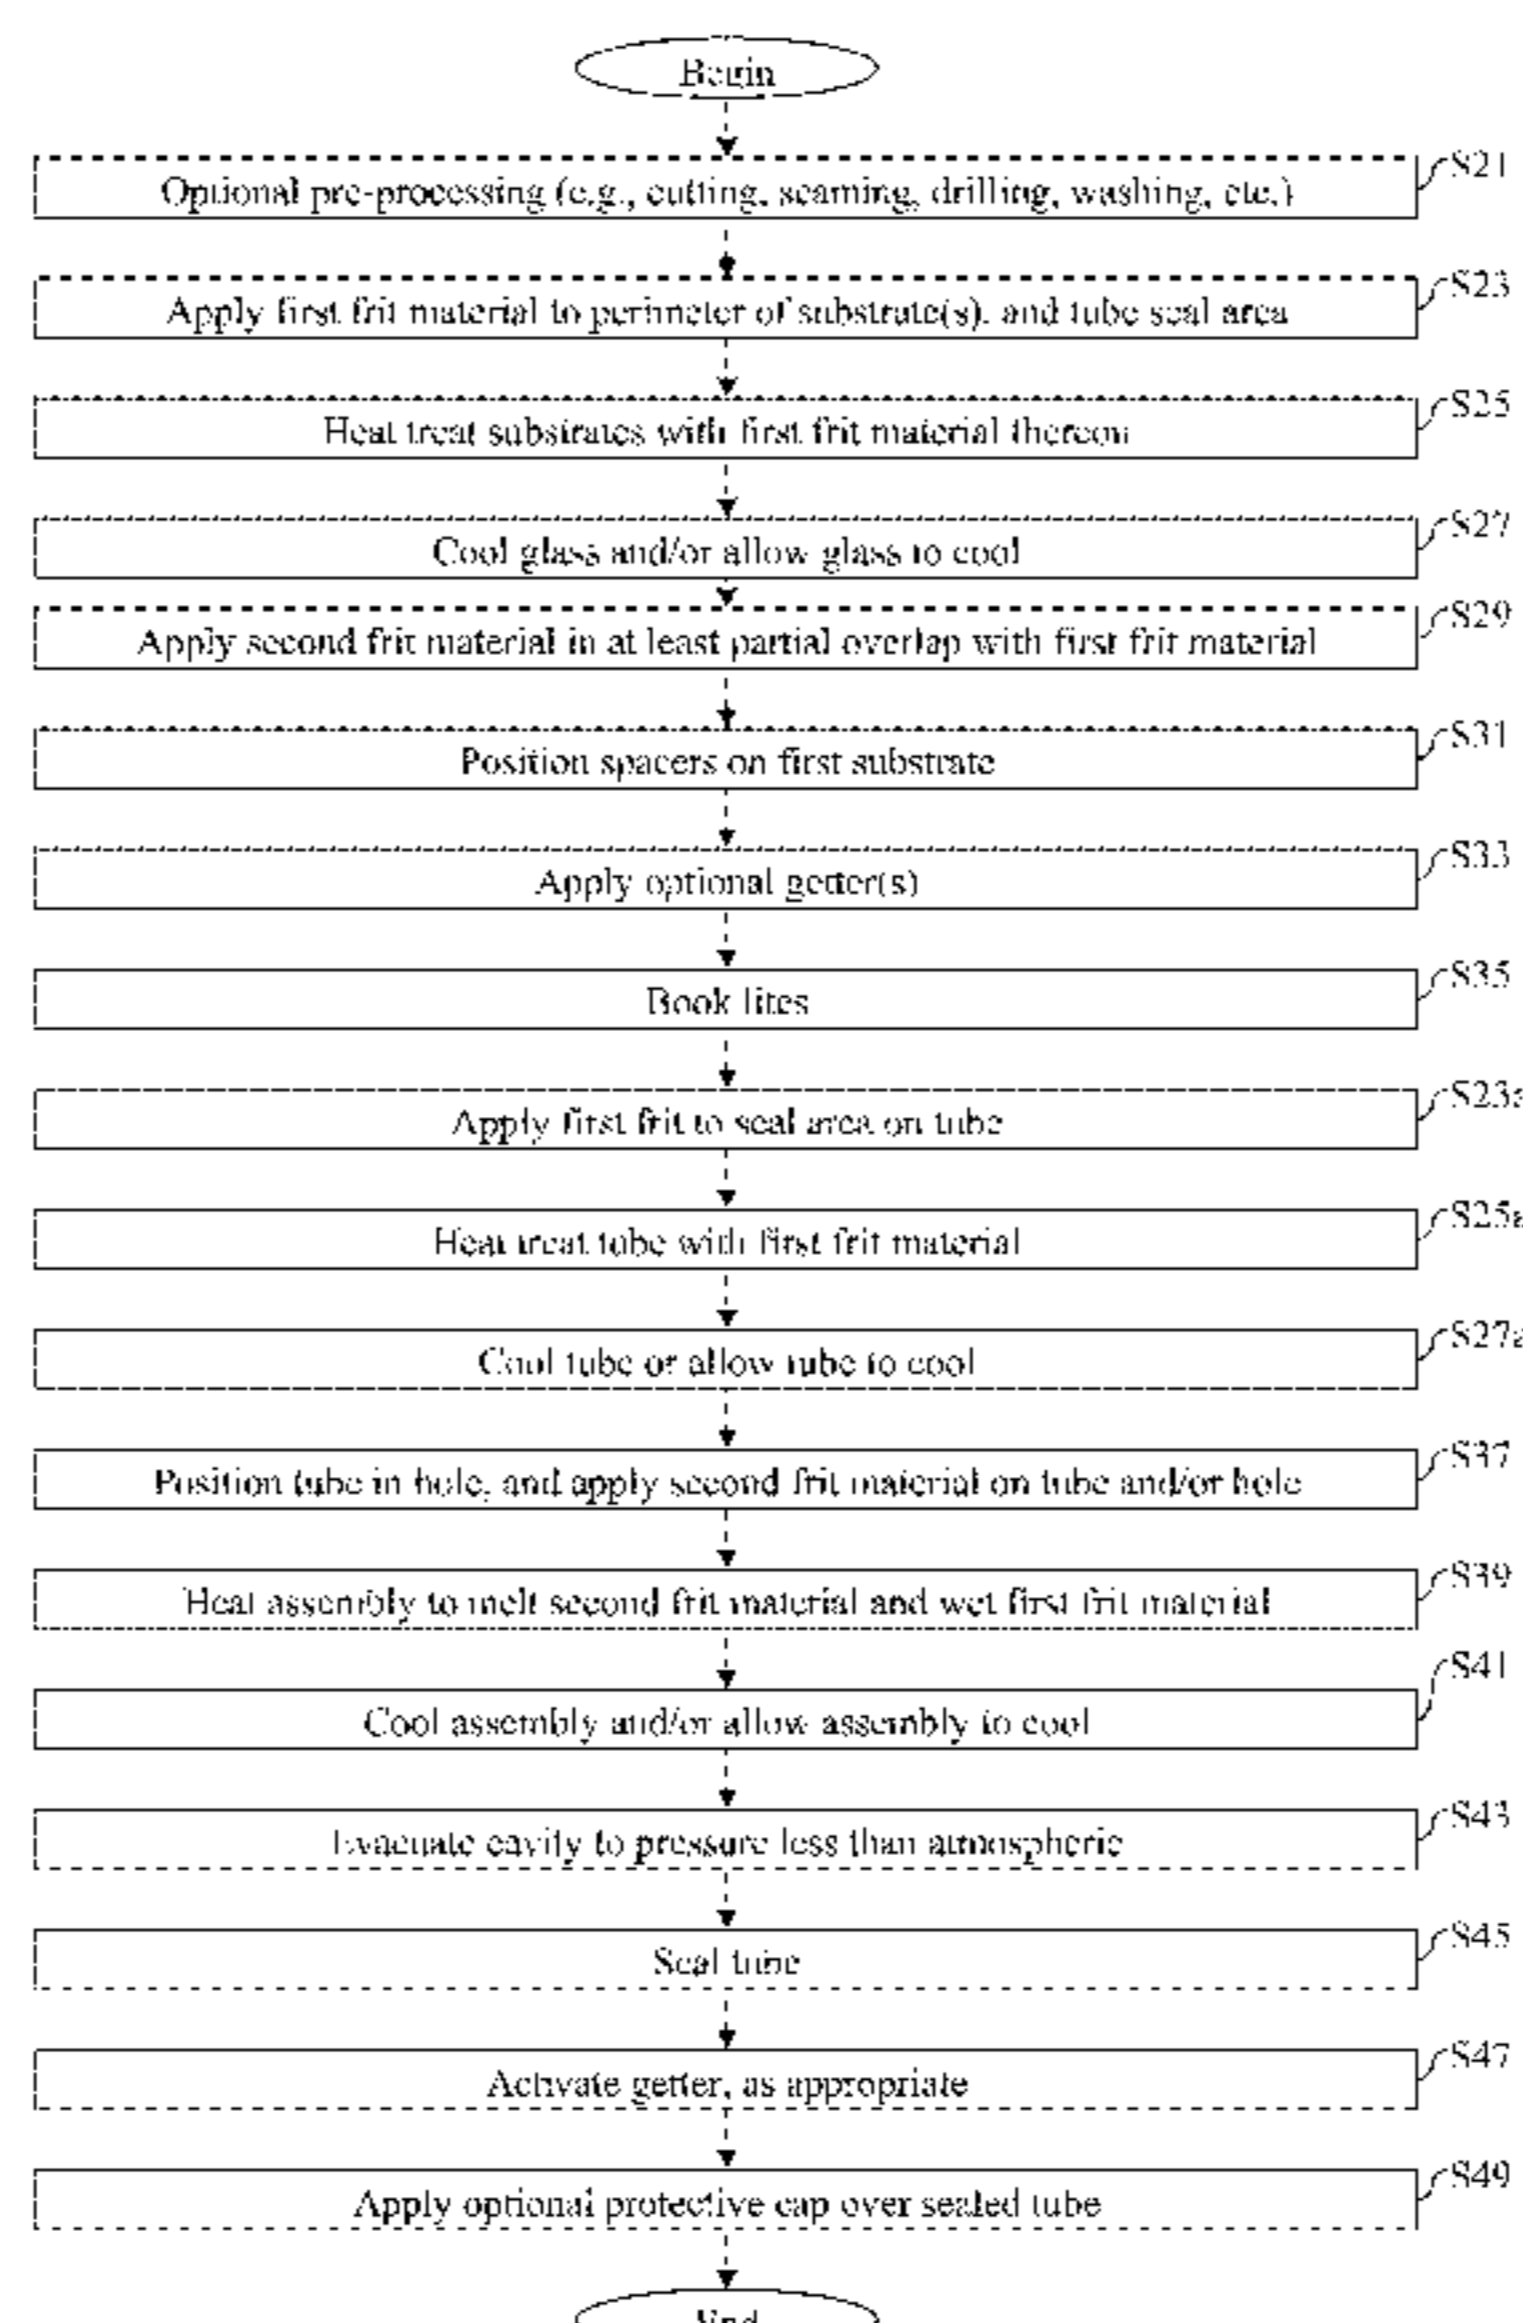 Begin
Optional pre-processing (e.g., cutting, seaming, drilling, washing, etc.) S21
Apply first frit material to perimeter of substrate(s), and tube seal area S23
Heat treat substrates with first frit material thereon S25
Cool glass and/or allow glass to cool S27
Apply second frit material in at least partial overlap with first frit material S29
Position spacers on first substrate S31
Apply optional getter(s) S33
Book lites S35
Apply first frit to seal area on tube S23a
Heat treat tube with first frit material S25a
Cool tube or allow tube to cool S27a
Position tube in hole, and apply second frit material on tube and/or hole S37
Heat assembly to melt second frit material and wet first frit material S39
Cool assembly and/or allow assembly to cool S41
Evacuate cavity to pressure less than atmospheric S43
Seal tube S45
Activate getter, as appropriate S47
Apply optional protective cap over sealed tube S49
End